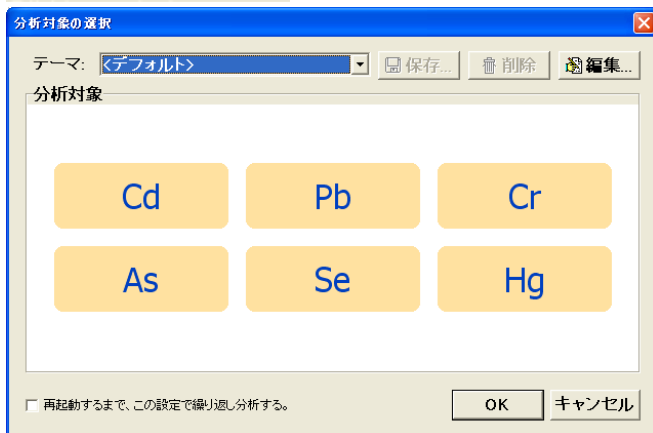 分析対象の選択
テーマ: <デフォルト> 保存... 削除 編集...
分析対象
Cd Pb Cr
As Se Hg
再起動するまで、この設定で繰り返し分析する。 OK キャンセル